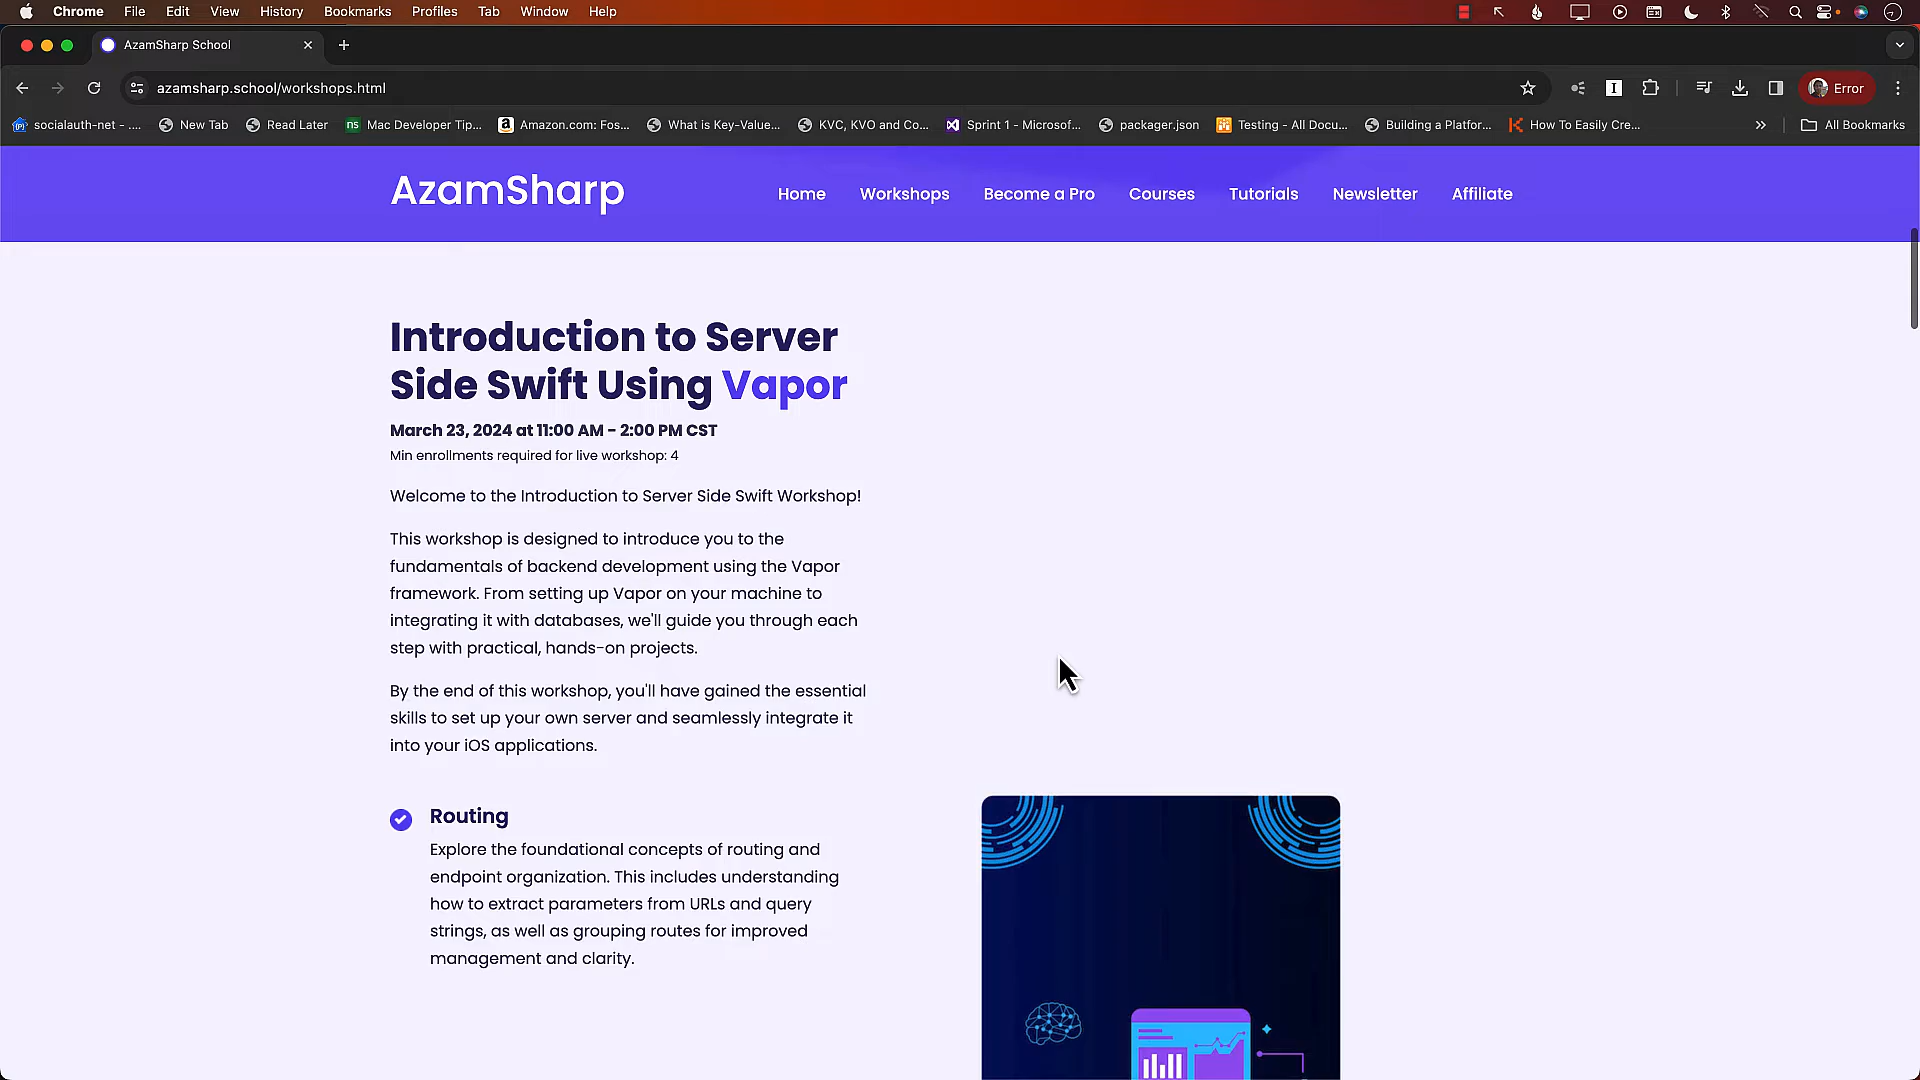 Chrome File Edit View History Bookmarks Profiles Tab Window Help
AzamSharp School
azamsharp.school/workshops.html
Error
socialauth-net - .... New Tab Read Later Mac Developer Tip... Amazon.com: Fos... What is Key-Value... KVC, KVO and Co... Sprint 1 - Microsof... packager.json Testing - All Docu... Building a Platfor... How To Easily Cre... All Bookmarks
AzamSharp
Home Workshops Become a Pro Courses Tutorials Newsletter Affiliate
Introduction to Server
Side Swift Using Vapor
March 23, 2024 at 11:00 AM - 2:00 PM CST
Min enrollments required for live workshop: 4
Welcome to the Introduction to Server Side Swift Workshop!
This workshop is designed to introduce you to the
fundamentals of backend development using the Vapor
framework. From setting up Vapor on your machine to
integrating it with databases, we'll guide you through each
step with practical, hands-on projects.
By the end of this workshop, you'll have gained the essential
skills to set up your own server and seamlessly integrate it
into your iOS applications.
Routing
Explore the foundational concepts of routing and
endpoint organization. This includes understanding
how to extract parameters from URLs and query
strings, as well as grouping routes for improved
management and clarity.